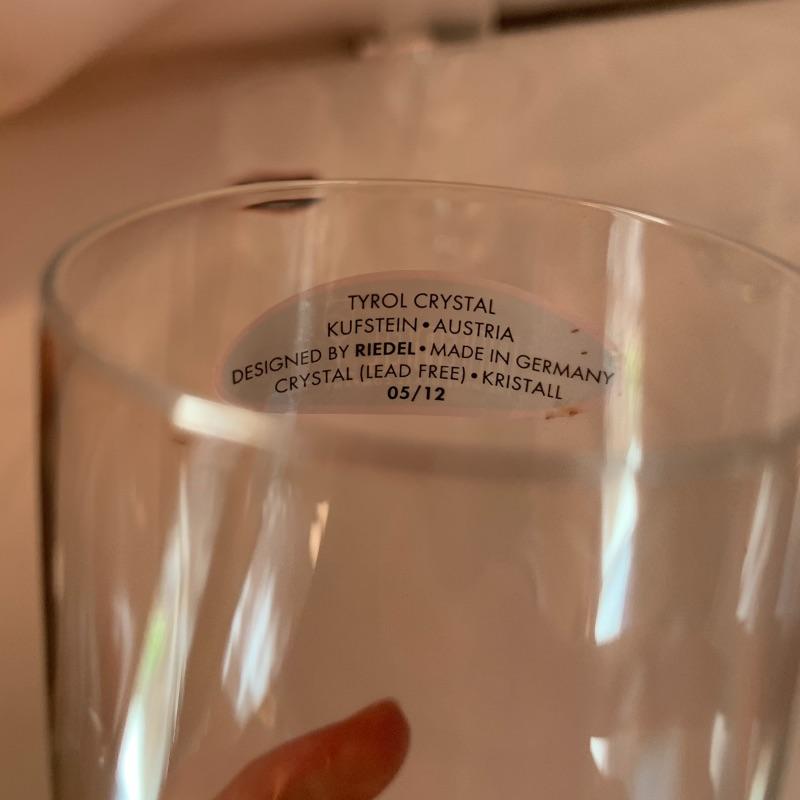 TYROL CRYSTAL
KUFSTEIN • AUSTRIA
DESIGNED BY RIEDEL • MADE IN GERMANY
CRYSTAL (LEAD FREE) • KRISTALL
05/12